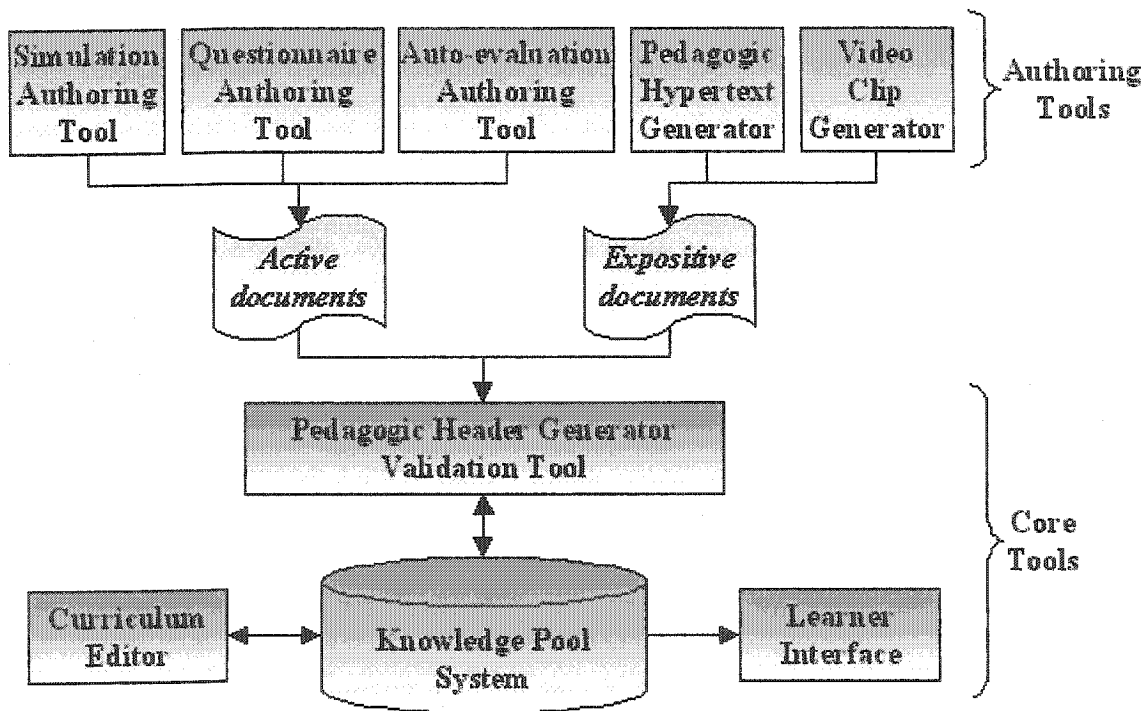 Simulation
Authoring
Tool
Questionnaire
Authoring
Tool
Auto-evaluation
Authoring
Tool
Pedagogic
Hypertext
Generator
Video
Clip
Generator
Authoring
Tools
Active
documents
Expositive
documents
Pedagogic Header Generator
Validation Tool
Core
Tools
Curriculum
Editor
Knowledge Pool
System
Learner
Interface